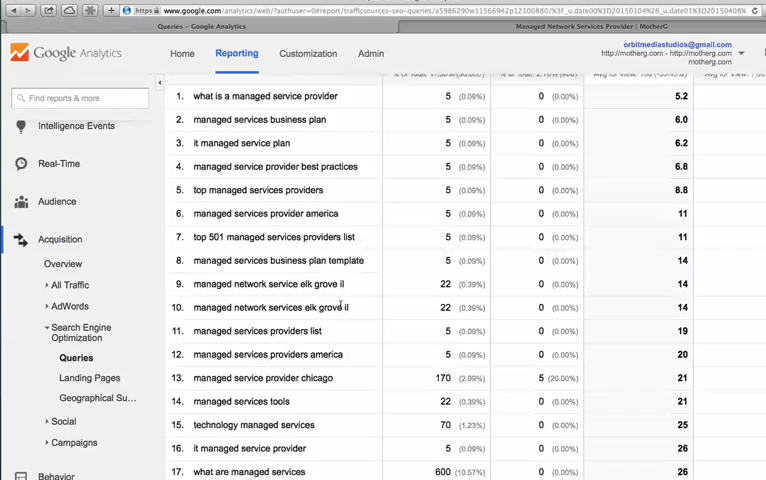 https www.google.com/analytics/web/?authuser=0#report/trafficsources-seo-queries/a5986290w11566942p12100880/%3F_u.date00%3D20150104%26_u.date01%3D20150408%
Queries – Google Analytics
Managed Network Services Provider | MotherG
Google Analytics
Home
Reporting
Customization
Admin
orbitmediastudios@gmail.com
http://motherg.com - http://motherg.com
motherg.com
Find reports & more
Intelligence Events
Real-Time
Audience
Acquisition
Overview
All Traffic
AdWords
Search Engine
Optimization
Queries
Landing Pages
Geographical Su...
Social
Campaigns
Behavior
1. what is a managed service provider 5 (0.09%) 0 (0.00%) 5.2
2. managed services business plan 5 (0.09%) 0 (0.00%) 6.0
3. it managed service plan 5 (0.09%) 0 (0.00%) 6.2
4. managed service provider best practices 5 (0.09%) 0 (0.00%) 6.8
5. top managed services providers 5 (0.09%) 0 (0.00%) 8.8
6. managed services provider america 5 (0.09%) 0 (0.00%) 11
7. top 501 managed services providers list 5 (0.09%) 0 (0.00%) 11
8. managed services business plan template 5 (0.09%) 0 (0.00%) 14
9. managed network service elk grove il 22 (0.39%) 0 (0.00%) 14
10. managed network services elk grove il 22 (0.39%) 0 (0.00%) 14
11. managed services providers list 5 (0.09%) 0 (0.00%) 19
12. managed services providers america 5 (0.09%) 0 (0.00%) 20
13. managed service provider chicago 170 (2.99%) 5 (20.00%) 21
14. managed services tools 22 (0.39%) 0 (0.00%) 21
15. technology managed services 70 (1.23%) 0 (0.00%) 25
16. it managed service provider 5 (0.09%) 0 (0.00%) 26
17. what are managed services 600 (10.57%) 0 (0.00%) 26